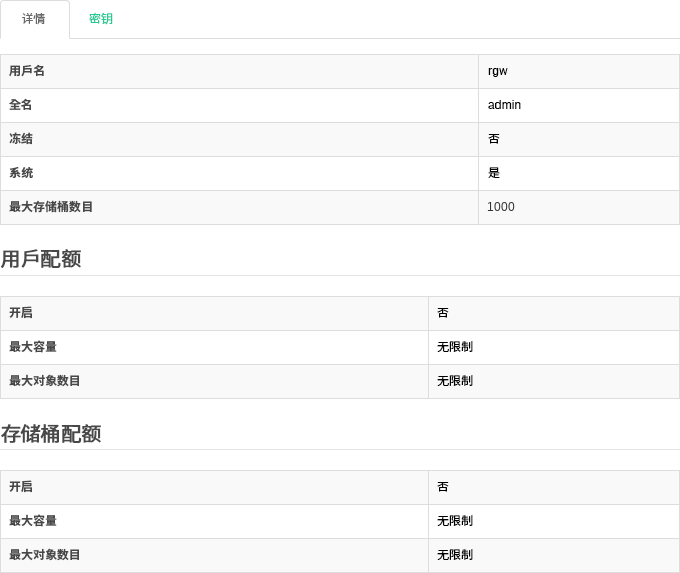 详情 密钥
用戶名 rgw
全名 admin
冻结 否
系统 是
最大存储桶数目 1000
用戶配额
开启 否
最大容量 无限制
最大对象数目 无限制
存储桶配额
开启 否
最大容量 无限制
最大对象数目 无限制